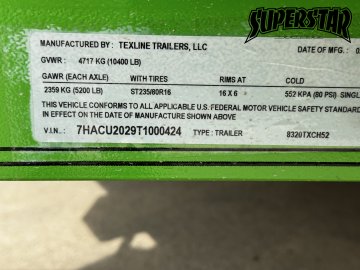 SUPERSTAR
MANUFACTURED BY : TEXLINE TRAILERS, LLC DATE OF MFG.
GVWR : 4717 KG (10400 LB)
GAWR (EACH AXLE) WITH TIRES RIMS AT COLD
2359 KG (5200 LB) ST235/80R16 16 X 6 552 KPA (80 PSI) SINGL
THIS VEHICLE CONFORMS TO ALL APPLICABLE U.S. FEDERAL MOTOR VEHICLE SAFETY STANDARD
IN EFFECT ON THE DATE OF MANUFACTURE SHOWN ABOVE
V.I.N. : 7HACU2029T1000424 TYPE : TRAILER 8320TXCH52